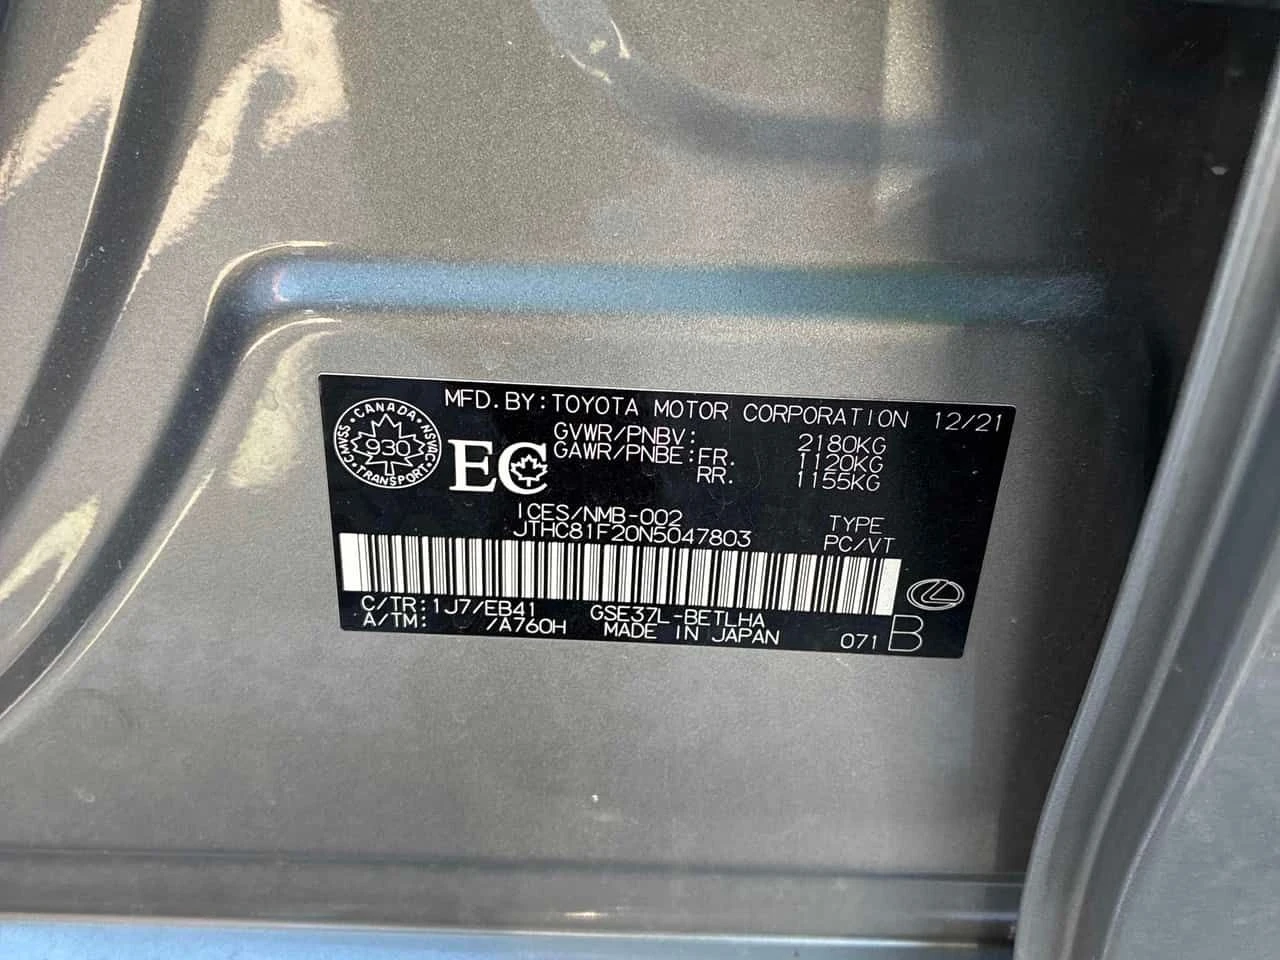 MFD.BY:TOYOTA MOTOR CORPORATION 12/21
CANADA
CMVSS 930 NSVAC
TRANSPORT
EC
GVWR/PNBV: 2180KG
GAWR/PNBE:FR. 1120KG
RR. 1155KG
ICES/NMB-002
JTHC81F20N5047803
TYPE
PC/VT
C/TR:1J7/EB41 GSE37L-BETLHA
A/TM: /A760H MADE IN JAPAN
071 B